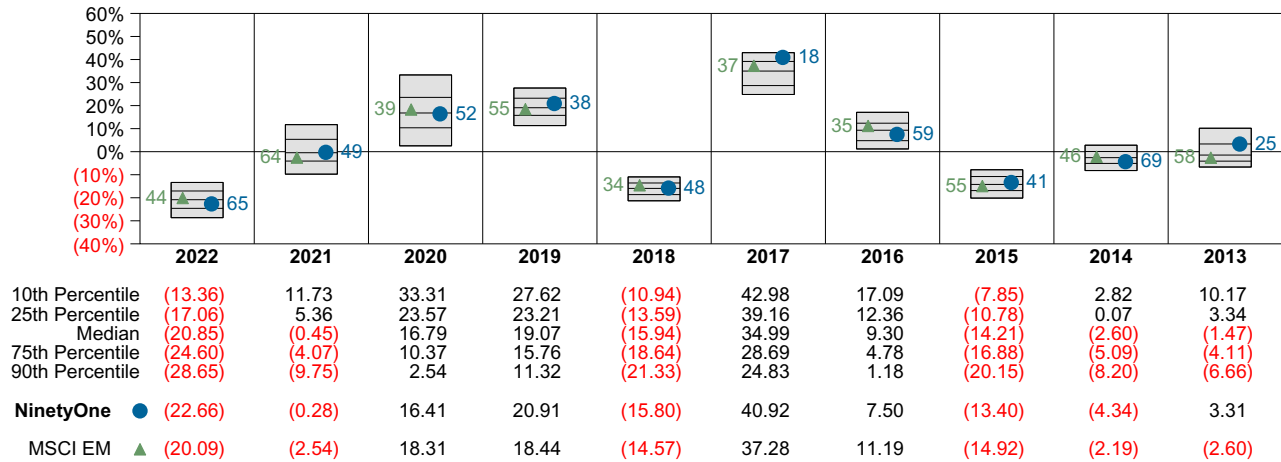 60%
50%
40%
30%
20%
10%
0%
(10%)
(20%)
(30%)
(40%)
44 65
64 49
39 52
55 38
34 48
37 18
35 59
55 41
46 69
58 25
2022 2021 2020 2019 2018 2017 2016 2015 2014 2013
10th Percentile (13.36) 11.73 33.31 27.62 (10.94) 42.98 17.09 (7.85) 2.82 10.17
25th Percentile (17.06) 5.36 23.57 23.21 (13.59) 39.16 12.36 (10.78) 0.07 3.34
Median (20.85) (0.45) 16.79 19.07 (15.94) 34.99 9.30 (14.21) (2.60) (1.47)
75th Percentile (24.60) (4.07) 10.37 15.76 (18.64) 28.69 4.78 (16.88) (5.09) (4.11)
90th Percentile (28.65) (9.75) 2.54 11.32 (21.33) 24.83 1.18 (20.15) (8.20) (6.66)
NinetyOne (22.66) (0.28) 16.41 20.91 (15.80) 40.92 7.50 (13.40) (4.34) 3.31
MSCI EM (20.09) (2.54) 18.31 18.44 (14.57) 37.28 11.19 (14.92) (2.19) (2.60)